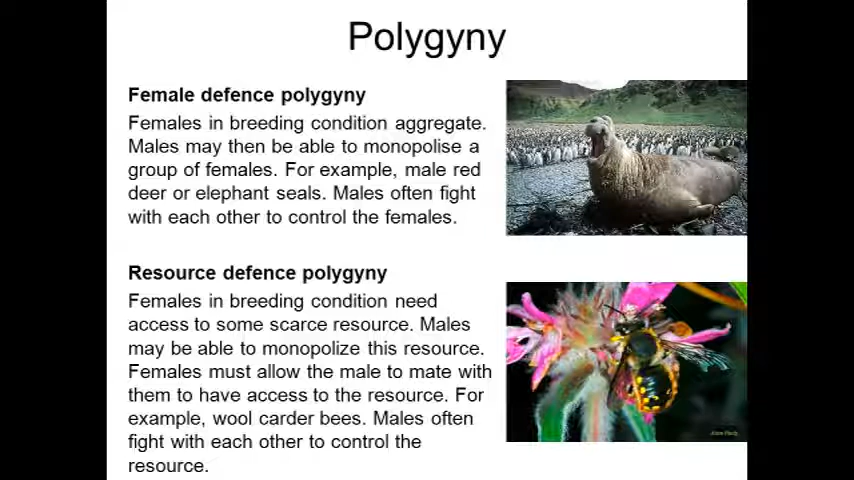 Polygyny
Female defence polygyny
Females in breeding condition aggregate.
Males may then be able to monopolise a
group of females. For example, male red
deer or elephant seals. Males often fight
with each other to control the females.
Resource defence polygyny
Females in breeding condition need
access to some scarce resource. Males
may be able to monopolize this resource.
Females must allow the male to mate with
them to have access to the resource. For
example, wool carder bees. Males often
fight with each other to control the
resource.